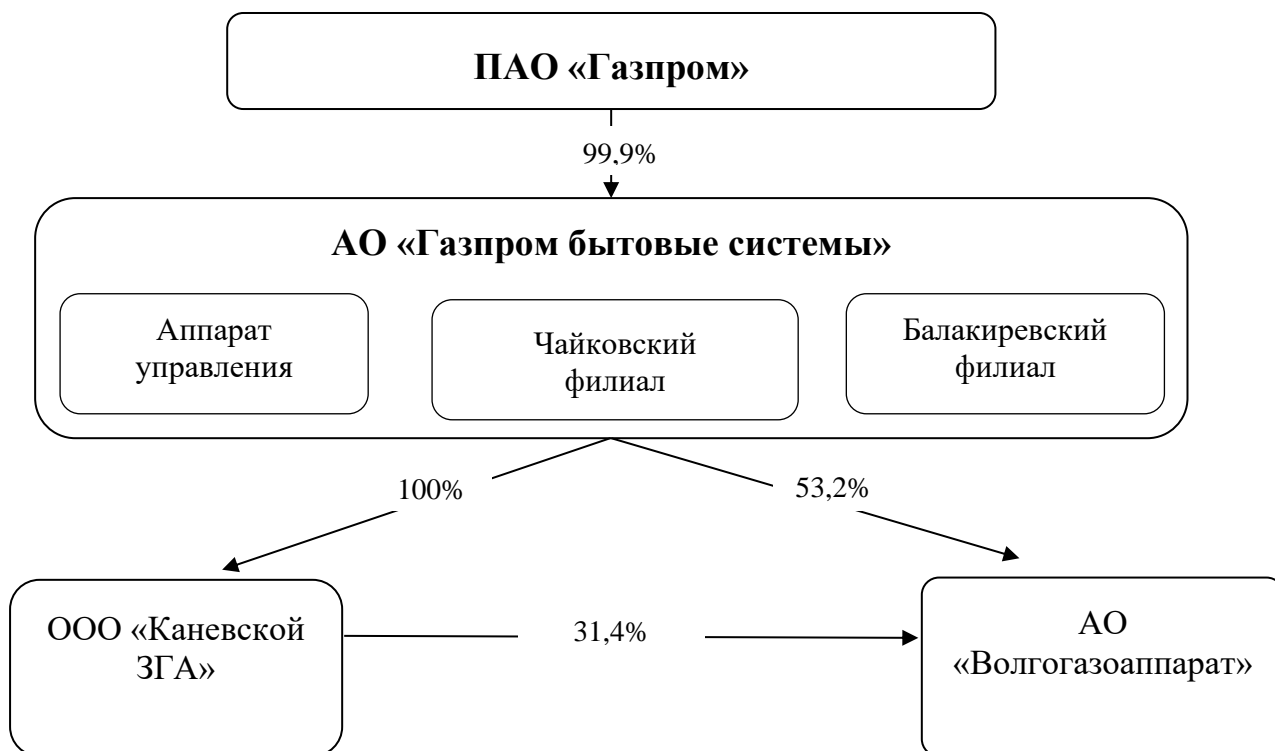 ПАО «Газпром»
99,9%
АО «Газпром бытовые системы»
Аппарат
управления
Чайковский
филиал
Балакиревский
филиал
100%
53,2%
ООО «Каневской
ЗГА»
31,4%
АО
«Волгогазоаппарат»